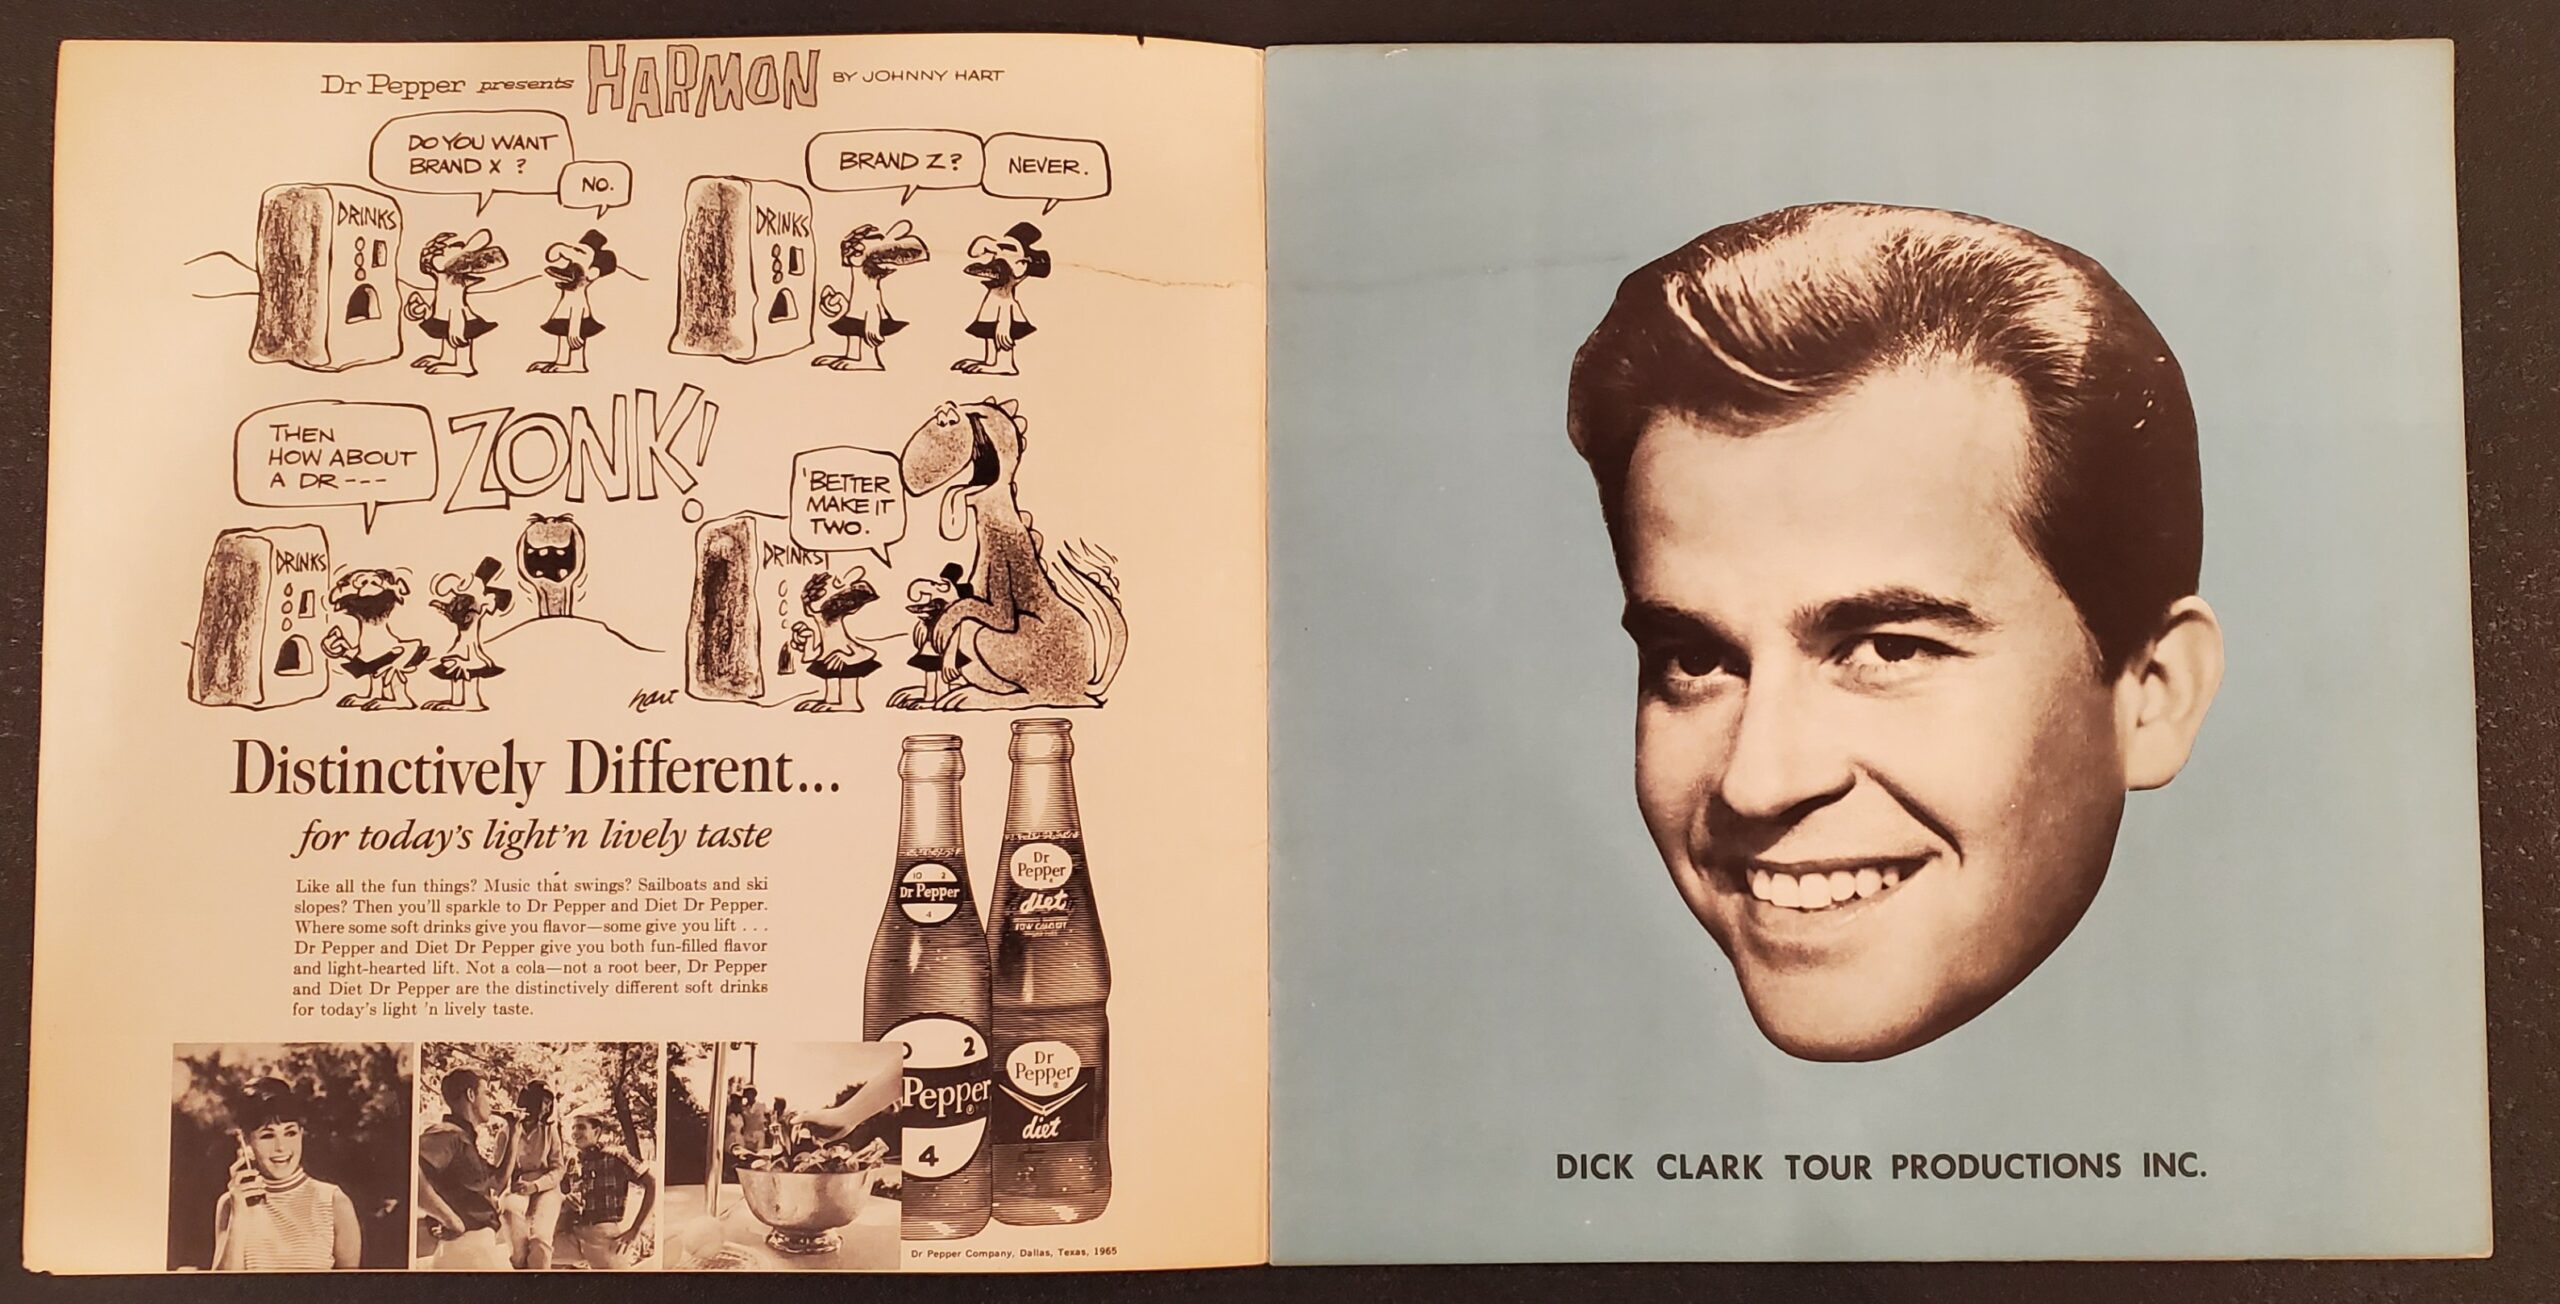 Dr Pepper presents HARMON BY JOHNNY HART
DO YOU WANT
BRAND X ?
NO.
BRAND Z?
NEVER.
DRINKS
DRINKS
THEN
HOW ABOUT
A DR ---
ZONK!
'BETTER
MAKE IT
TWO.
DRINKS
DRINKS
hart
Distinctively Different...
for today's light'n lively taste
Like all the fun things? Music that swings? Sailboats and ski
slopes? Then you'll sparkle to Dr Pepper and Diet Dr Pepper.
Where some soft drinks give you flavor—some give you lift . . .
Dr Pepper and Diet Dr Pepper give you both fun-filled flavor
and light-hearted lift. Not a cola—not a root beer, Dr Pepper
and Diet Dr Pepper are the distinctively different soft drinks
for today's light 'n lively taste.
10 2
Dr Pepper
4
Dr
Pepper
diet
2
Pepper
4
Dr
Pepper
diet
Dr Pepper Company, Dallas, Texas, 1965
DICK CLARK TOUR PRODUCTIONS INC.